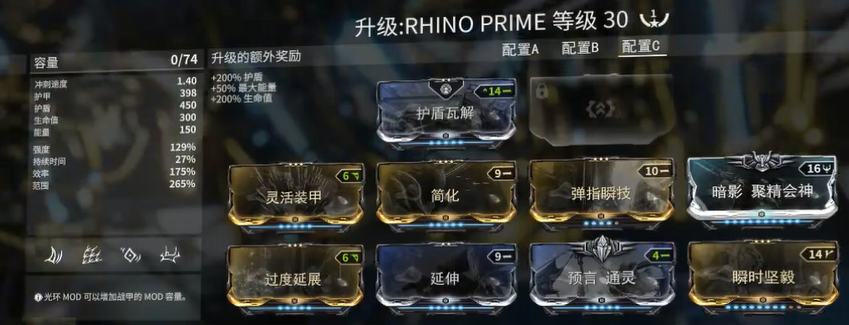 升级:RHINO PRIME 等级 30
配置A 配置B 配置C
容量 0/74
冲刺速度 1.40
护甲 398
护盾 450
生命值 300
能量 150
强度 129%
持续时间 27%
效率 175%
范围 265%
光环 MOD 可以增加战甲的 MOD 容量。
升级的额外奖励
+200% 护盾
+50% 最大能量
+200% 生命值
14
护盾瓦解
6
灵活装甲
9
简化
10
弹指瞬技
16
暗影 聚精会神
6
过度延展
9
延伸
4
预言 通灵
14
瞬时坚毅